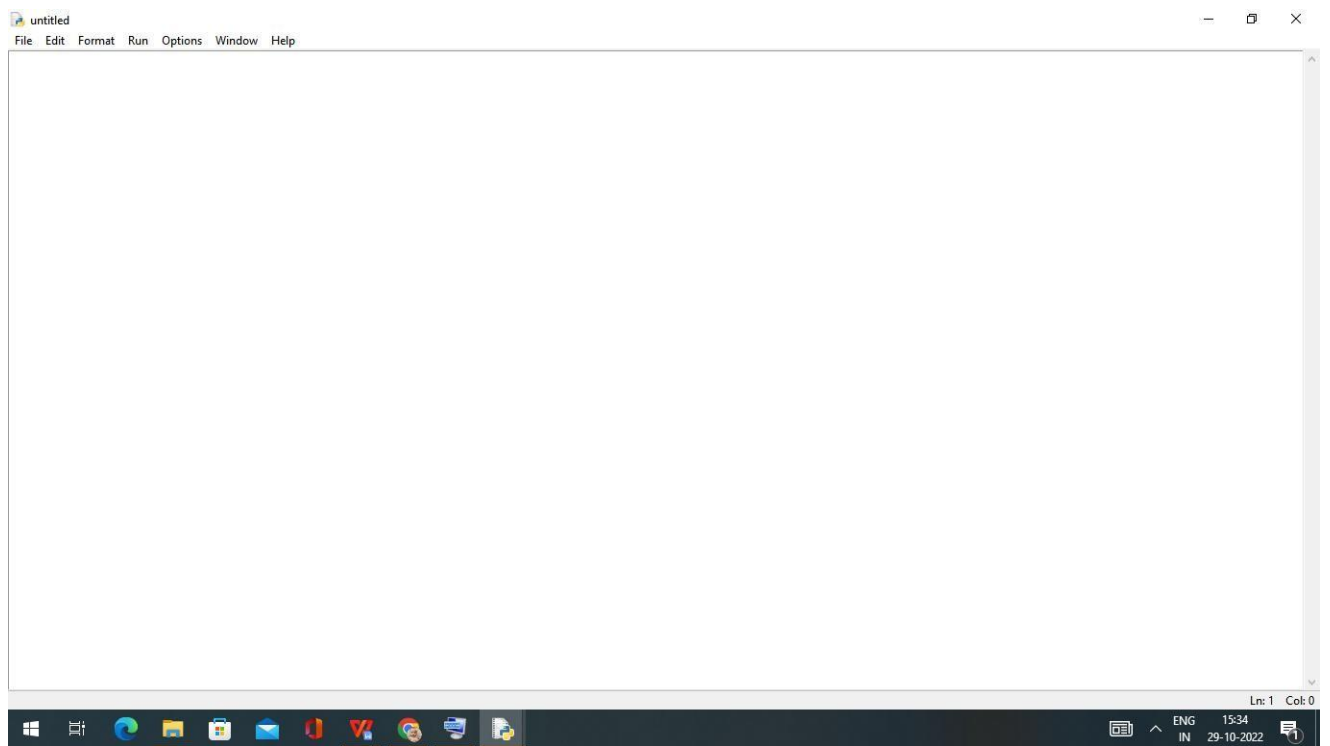 untitled
File Edit Format Run Options Window Help
Ln: 1 Col: 0
ENG 15:34
IN 29-10-2022
1